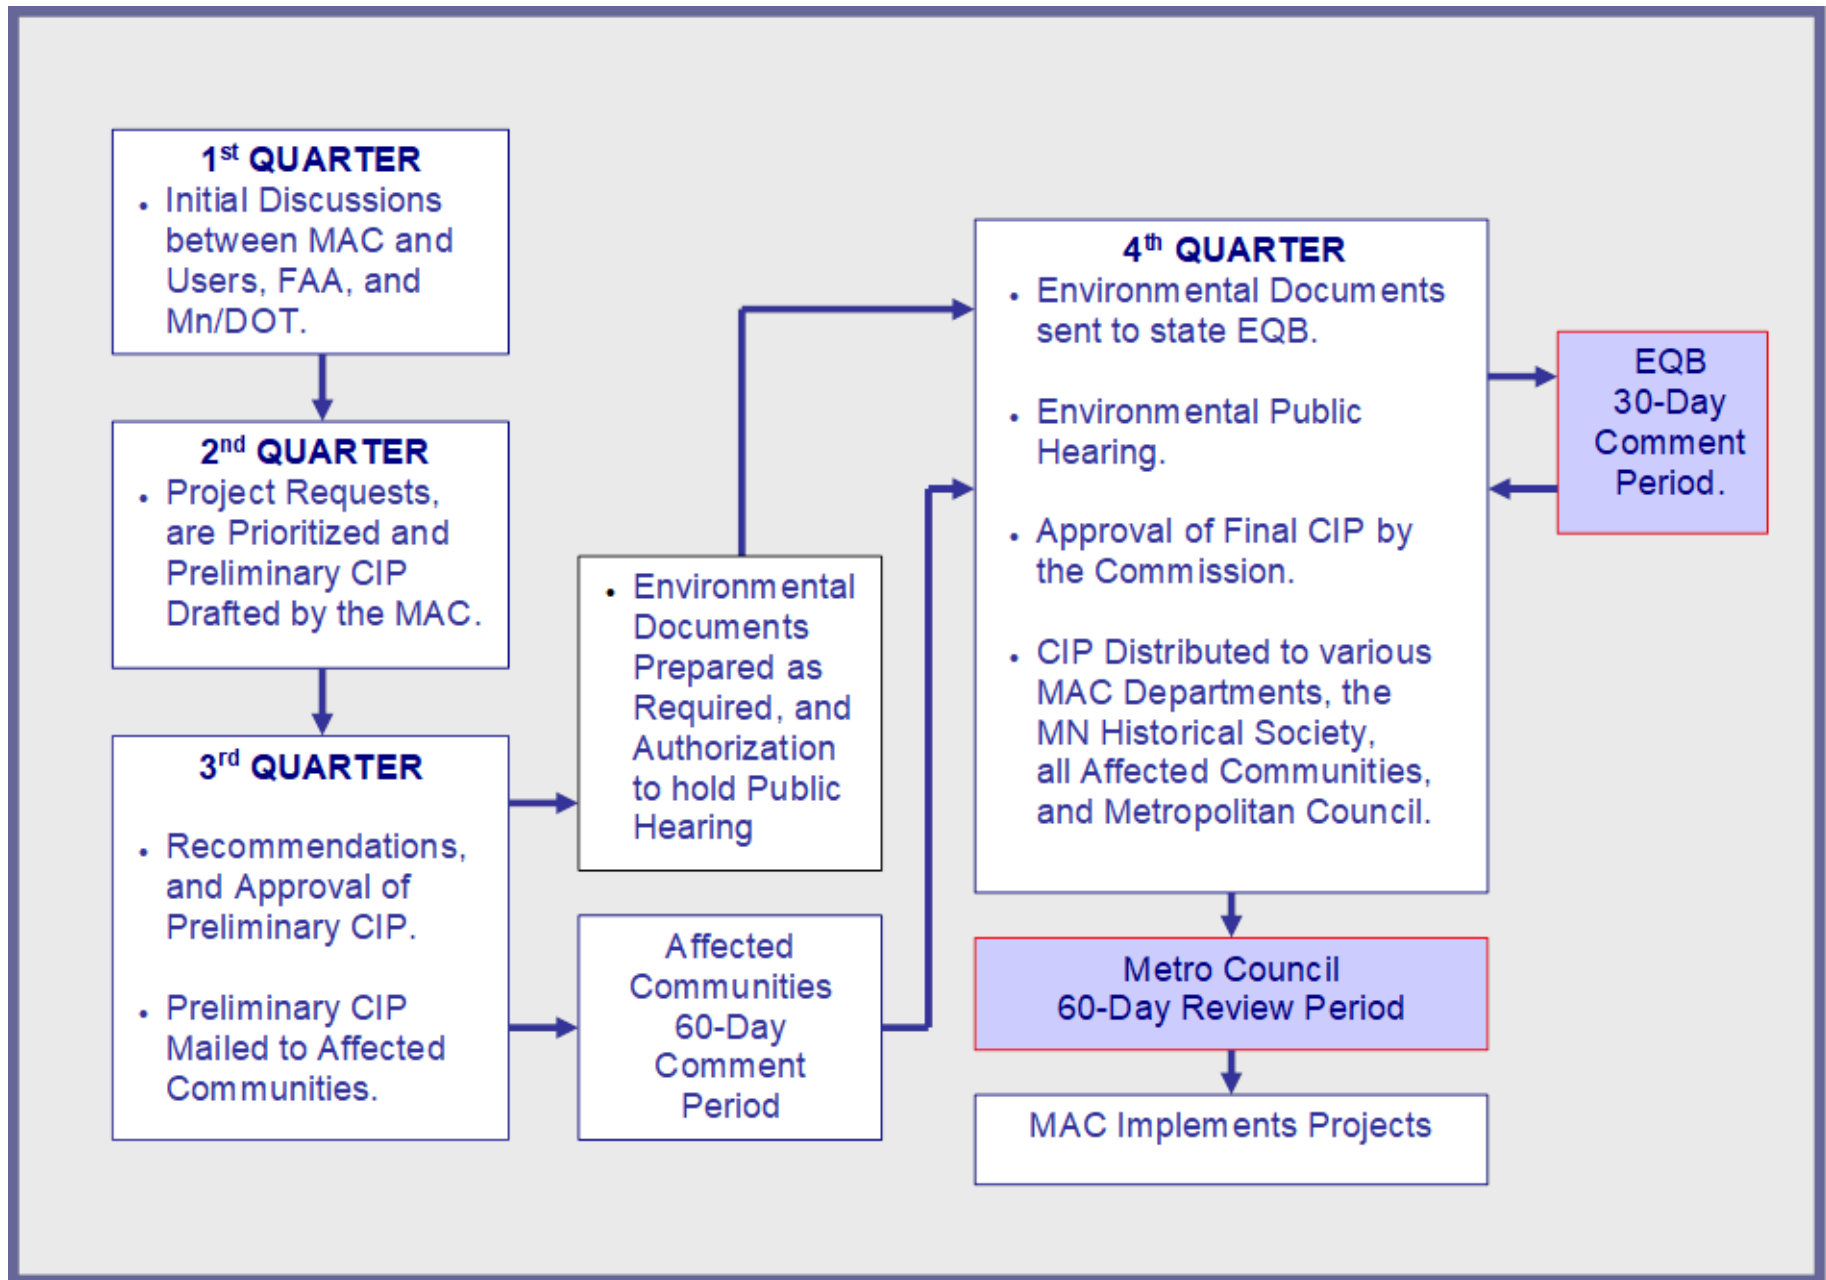 1st QUARTER
• Initial Discussions
between MAC and
Users, FAA, and
Mn/DOT.
2nd QUARTER
• Project Requests,
are Prioritized and
Preliminary CIP
Drafted by the MAC.
3rd QUARTER
• Recommendations,
and Approval of
Preliminary CIP.
• Preliminary CIP
Mailed to Affected
Communities.
• Environmental
Documents
Prepared as
Required, and
Authorization
to hold Public
Hearing
Affected
Communities
60-Day
Comment
Period
4th QUARTER
• Environmental Documents
sent to state EQB.
• Environmental Public
Hearing.
• Approval of Final CIP by
the Commission.
• CIP Distributed to various
MAC Departments, the
MN Historical Society,
all Affected Communities,
and Metropolitan Council.
EQB
30-Day
Comment
Period.
Metro Council
60-Day Review Period
MAC Implements Projects